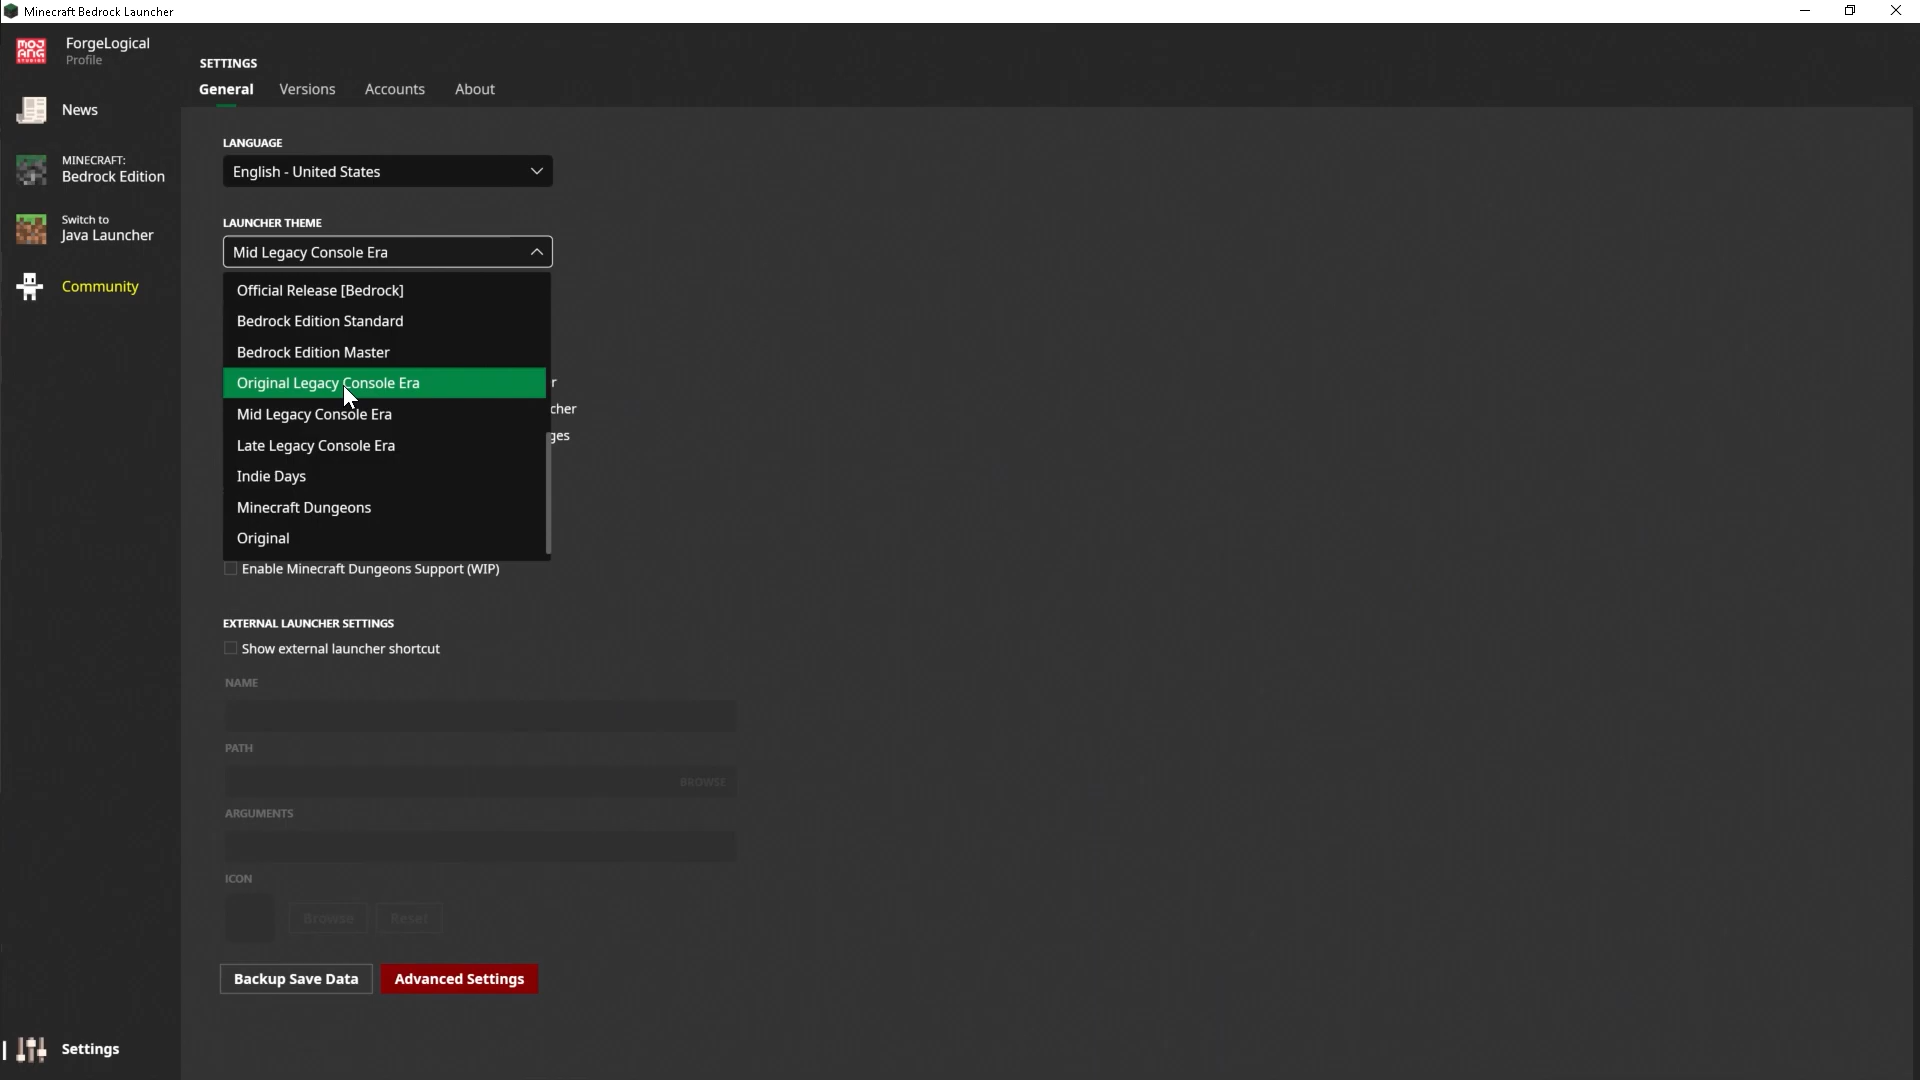 Minecraft Bedrock Launcher
MOJ
ANG
STUDIOS
ForgeLogical
Profile
News
MINECRAFT:
Bedrock Edition
Switch to
Java Launcher
Community
Settings
SETTINGS
General Versions Accounts About
LANGUAGE
English - United States
LAUNCHER THEME
Mid Legacy Console Era
Official Release [Bedrock]
Bedrock Edition Standard
Bedrock Edition Master
Original Legacy Console Era
r
Mid Legacy Console Era
cher
Late Legacy Console Era
ges
Indie Days
Minecraft Dungeons
Original
Enable Minecraft Dungeons Support (WIP)
EXTERNAL LAUNCHER SETTINGS
Show external launcher shortcut
NAME
PATH
BROWSE
ARGUMENTS
ICON
Browse Reset
Backup Save Data Advanced Settings